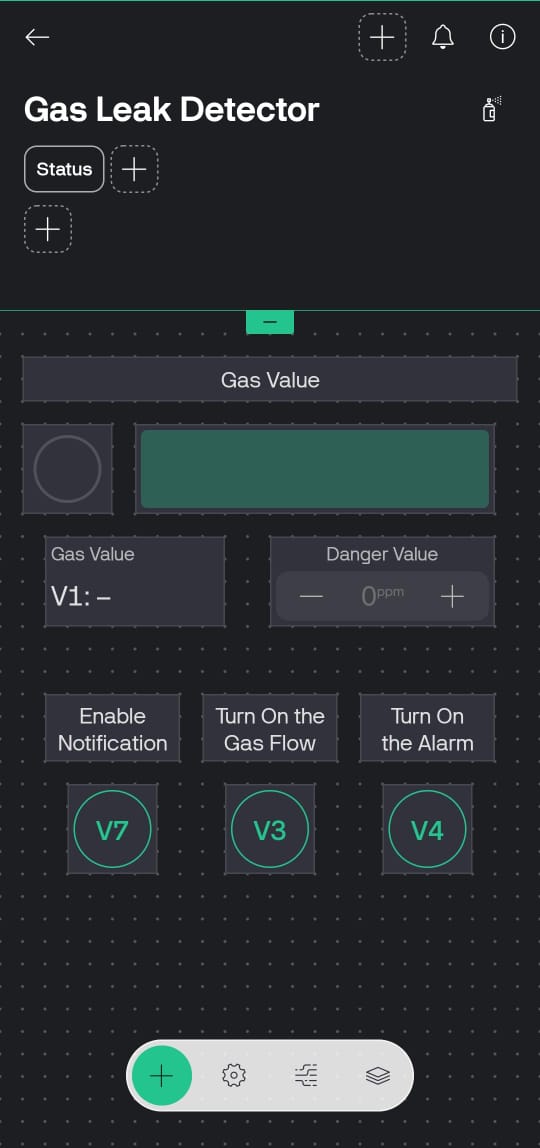 Gas Leak Detector
Status
Gas Value
Gas Value
V1: –
Danger Value
0ppm
Enable
Notification
Turn On the
Gas Flow
Turn On
the Alarm
V7
V3
V4